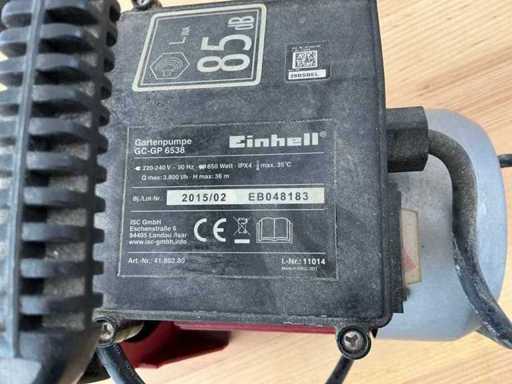 LWA
85
dB
28D5DEL
Gartenpumpe
GC-GP 6538
Einhell
220-240 V ~ 50 Hz, 650 Watt · IPX4 · max. 35°C
Q max: 3.800 l/h · H max: 36 m
Bj./Lot-Nr.: 2015/02 EB048183
ISC GmbH
Eschenstraße 6
94405 Landau /Isar
www.isc-gmbh.info
CE
Art.-Nr.: 41.802.80
I.-Nr.: 11014